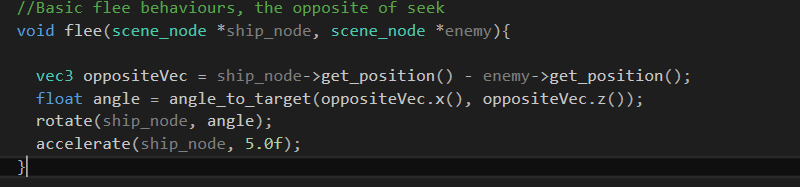 //Basic flee behaviours, the opposite of seek
void flee(scene_node *ship_node, scene_node *enemy){
vec3 oppositeVec = ship_node->get_position() - enemy->get_position();
float angle = angle_to_target(oppositeVec.x(), oppositeVec.z());
rotate(ship_node, angle);
accelerate(ship_node, 5.0f);
}